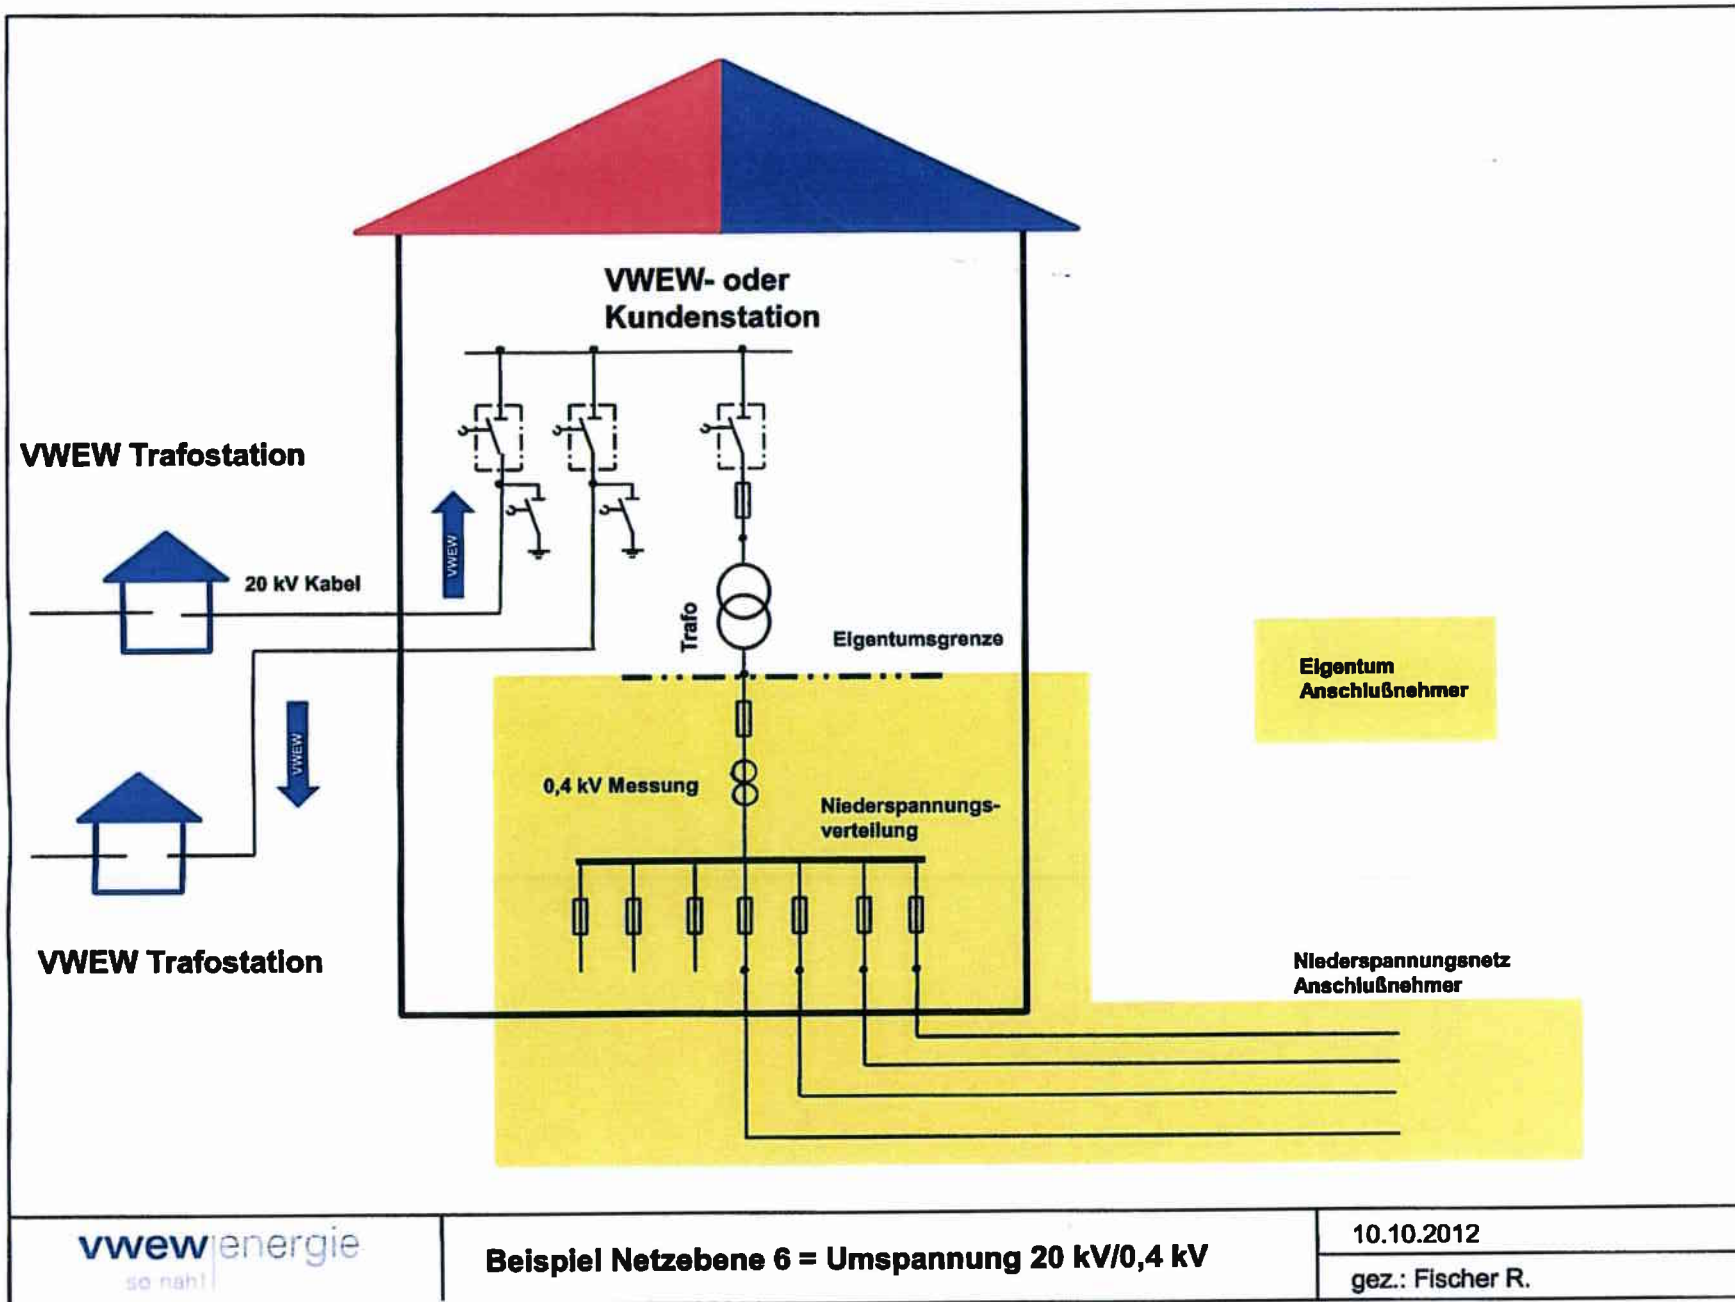 VWEW- oder
Kundenstation
VWEW Trafostation
VWEW
20 kV Kabel
Trafo
Eigentumsgrenze
Eigentum
Anschlußnehmer
VWEW
0,4 kV Messung
Niederspannungs-
verteilung
VWEW Trafostation
Niederspannungsnetz
Anschlußnehmer
vwew energie
so nah!
Beispiel Netzebene 6 = Umspannung 20 kV/0,4 kV
10.10.2012
gez.: Fischer R.